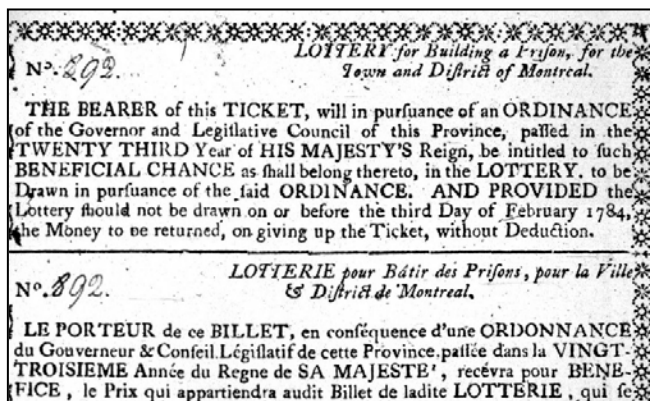 LOTTERY for Building a Priſon, for the
Nº. 892. Town and Diſtrict of Montreal.
THE BEARER of this TICKET, will in purſuance of an ORDINANCE
of the Governor and Legiſlative Council of this Province, paſſed in the
TWENTY THIRD Year of HIS MAJESTY'S Reign, be intitled to ſuch
BENEFICIAL CHANCE as ſhall belong thereto, in the LOTTERY. to be
Drawn in purſuance of the ſaid ORDINANCE. AND PROVIDED the
Lottery ſhould not be drawn on or before the third Day of February 1784,
the Money to be returned, on giving up the Ticket, without Deduction.
LOTTERIE pour Bâtir des Priſons, pour la Ville
Nº. 892. & Diſtrict de Montreal.
LE PORTEUR de ce BILLET, en conſéquence d'une ORDONNANCE
du Gouverneur & Conſeil Légiſlatif de cette Province, paſſée dans la VINGT-
TROISIEME Année du Regne de SA MAJESTE', recévra pour BENE-
FICE, le Prix qui appartiendra audit Billet de ladite LOTTERIE, qui ſe